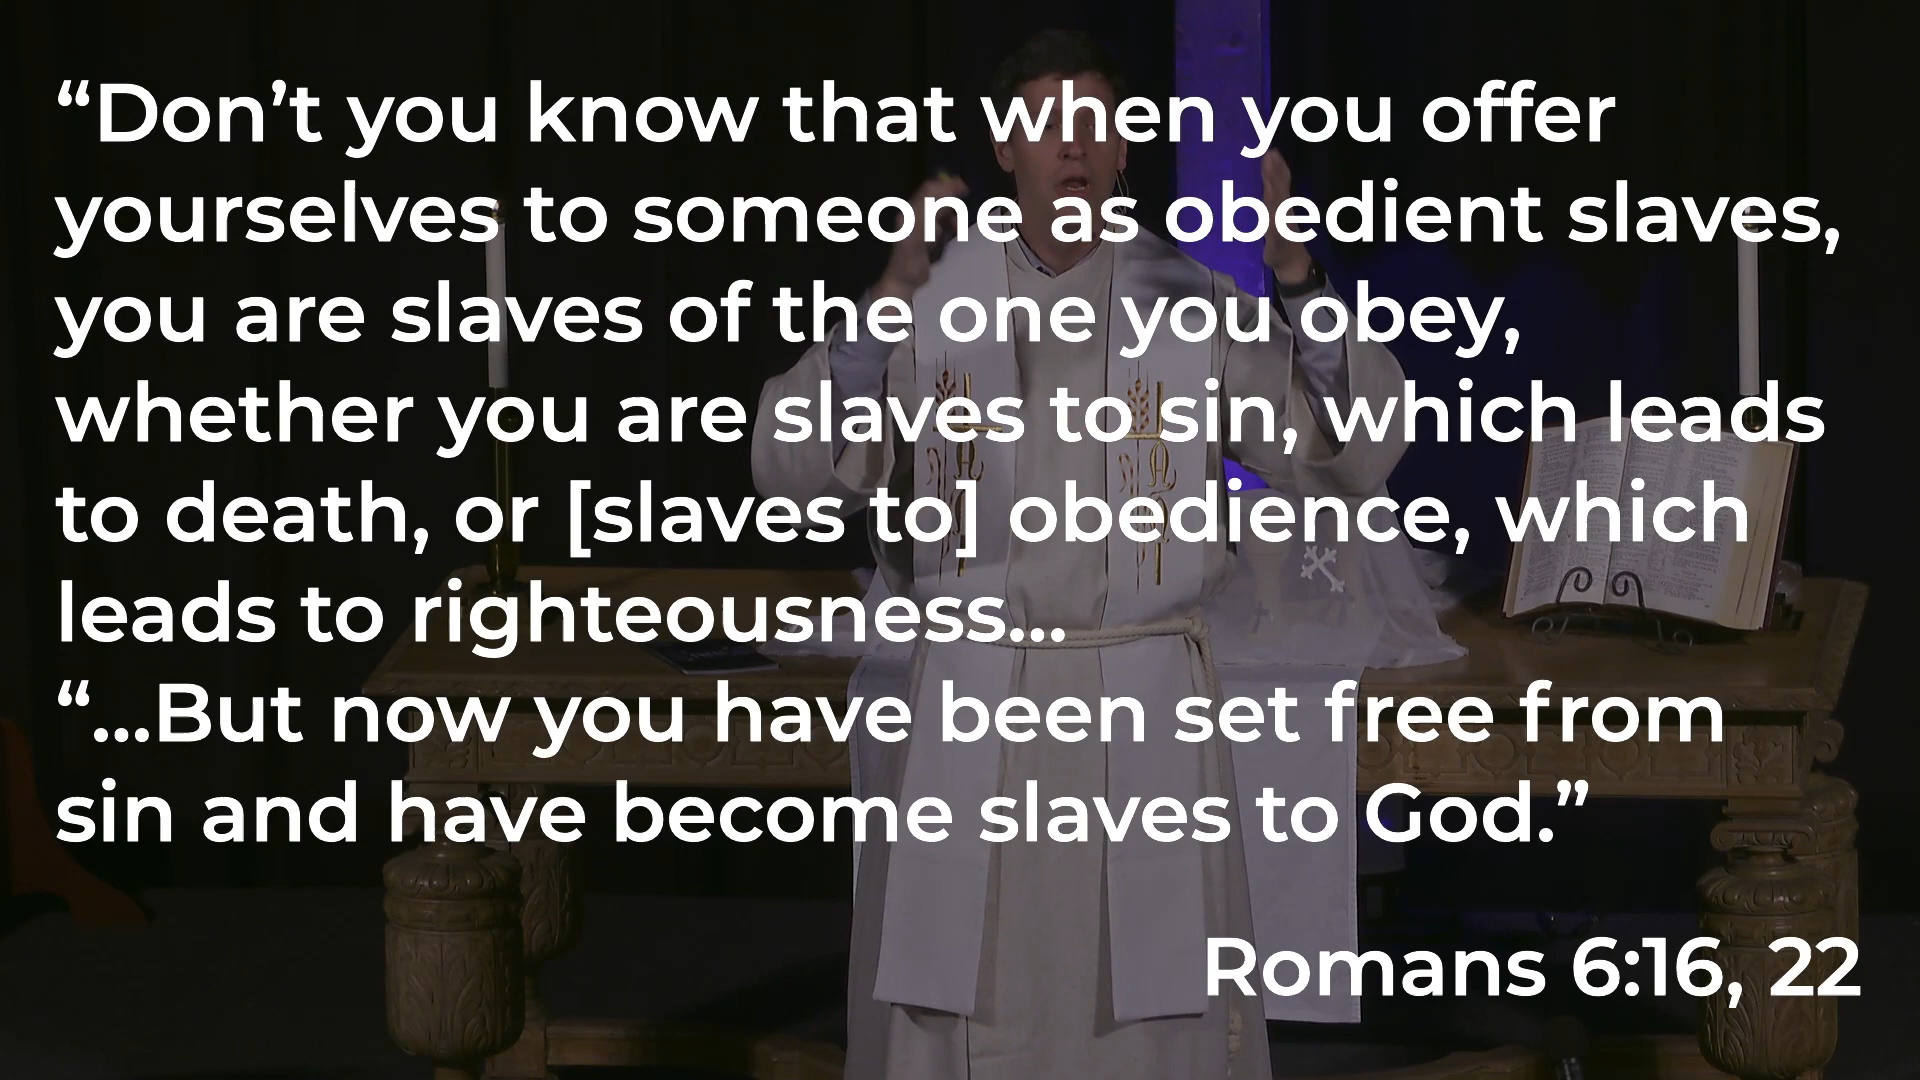 “Don’t you know that when you offer
yourselves to someone as obedient slaves,
you are slaves of the one you obey,
whether you are slaves to sin, which leads
to death, or [slaves to] obedience, which
leads to righteousness...
“...But now you have been set free from
sin and have become slaves to God.”
Romans 6:16, 22